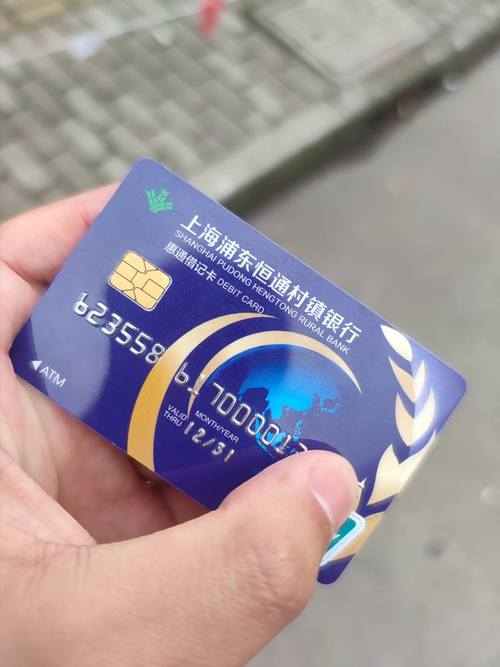 上海浦东恒通村镇银行
SHANGHAI PUDONG HENGTONG RURAL BANK
惠通借记卡 DEBIT CARD
623558 617000013
VALID THRU MONTH/YEAR
12/31
ATM